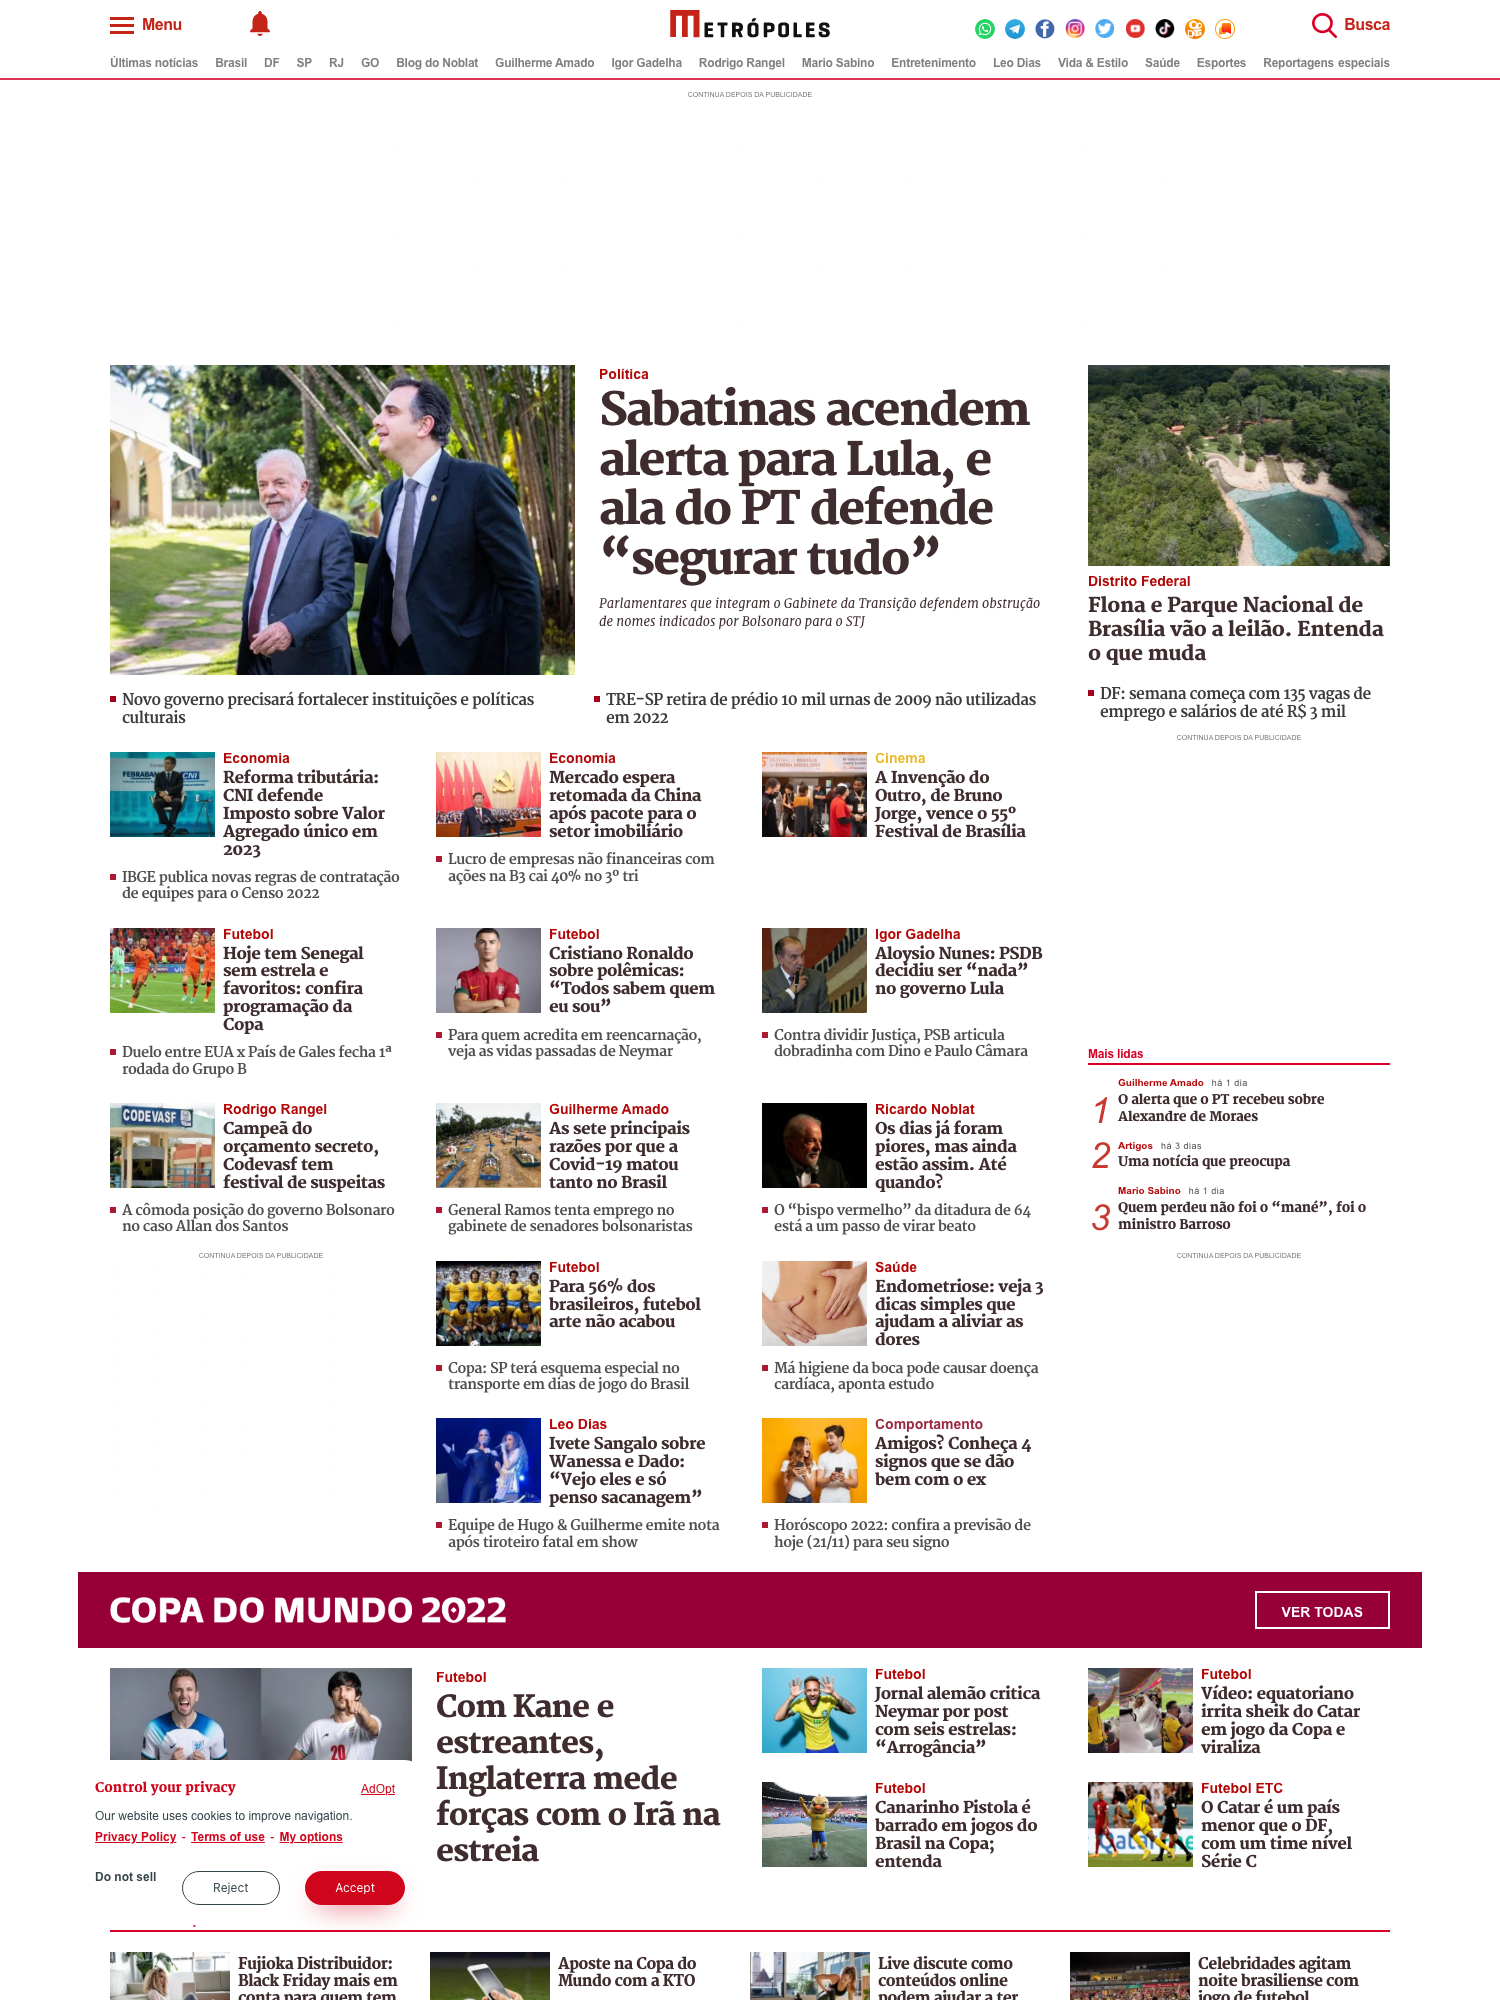 Menu
METRÓPOLES
Busca
Últimas notícias Brasil DF SP RJ GO Blog do Noblat Guilherme Amado Igor Gadelha Rodrigo Rangel Mario Sabino Entretenimento Leo Dias Vida & Estilo Saúde Esportes Reportagens especiais
CONTINUA DEPOIS DA PUBLICIDADE
Política
Sabatinas acendem
alerta para Lula, e
ala do PT defende
“segurar tudo”
Parlamentares que integram o Gabinete da Transição defendem obstrução
de nomes indicados por Bolsonaro para o STJ
Novo governo precisará fortalecer instituições e políticas
culturais
TRE-SP retira de prédio 10 mil urnas de 2009 não utilizadas
em 2022
Distrito Federal
Flona e Parque Nacional de
Brasília vão a leilão. Entenda
o que muda
DF: semana começa com 135 vagas de
emprego e salários de até R$ 3 mil
CONTINUA DEPOIS DA PUBLICIDADE
FEBRABAN
CNI
Economia
Reforma tributária:
CNI defende
Imposto sobre Valor
Agregado único em
2023
IBGE publica novas regras de contratação
de equipes para o Censo 2022
Economia
Mercado espera
retomada da China
após pacote para o
setor imobiliário
Lucro de empresas não financeiras com
ações na B3 cai 40% no 3º tri
Cinema
A Invenção do
Outro, de Bruno
Jorge, vence o 55º
Festival de Brasília
Futebol
Hoje tem Senegal
sem estrela e
favoritos: confira
programação da
Copa
Duelo entre EUA x País de Gales fecha 1ª
rodada do Grupo B
Futebol
Cristiano Ronaldo
sobre polêmicas:
“Todos sabem quem
eu sou”
Para quem acredita em reencarnação,
veja as vidas passadas de Neymar
Igor Gadelha
Aloysio Nunes: PSDB
decidiu ser “nada”
no governo Lula
Contra dividir Justiça, PSB articula
dobradinha com Dino e Paulo Câmara
CODEVASF
Rodrigo Rangel
Campeã do
orçamento secreto,
Codevasf tem
festival de suspeitas
A cômoda posição do governo Bolsonaro
no caso Allan dos Santos
CONTINUA DEPOIS DA PUBLICIDADE
Guilherme Amado
As sete principais
razões por que a
Covid-19 matou
tanto no Brasil
General Ramos tenta emprego no
gabinete de senadores bolsonaristas
Ricardo Noblat
Os dias já foram
piores, mas ainda
estão assim. Até
quando?
O “bispo vermelho” da ditadura de 64
está a um passo de virar beato
Mais lidas
1
Guilherme Amado há 1 dia
O alerta que o PT recebeu sobre
Alexandre de Moraes
2
Artigos há 3 dias
Uma notícia que preocupa
3
Mario Sabino há 1 dia
Quem perdeu não foi o “mané”, foi o
ministro Barroso
CONTINUA DEPOIS DA PUBLICIDADE
Futebol
Para 56% dos
brasileiros, futebol
arte não acabou
Copa: SP terá esquema especial no
transporte em dias de jogo do Brasil
Saúde
Endometriose: veja 3
dicas simples que
ajudam a aliviar as
dores
Má higiene da boca pode causar doença
cardíaca, aponta estudo
Leo Dias
Ivete Sangalo sobre
Wanessa e Dado:
“Vejo eles e só
penso sacanagem”
Equipe de Hugo & Guilherme emite nota
após tiroteiro fatal em show
Comportamento
Amigos? Conheça 4
signos que se dão
bem com o ex
Horóscopo 2022: confira a previsão de
hoje (21/11) para seu signo
COPA DO MUNDO 2022
VER TODAS
20
Futebol
Com Kane e
estreantes,
Inglaterra mede
forças com o Irã na
estreia
Futebol
Jornal alemão critica
Neymar por post
com seis estrelas:
“Arrogância”
Futebol
Vídeo: equatoriano
irrita sheik do Catar
em jogo da Copa e
viraliza
Futebol
Canarinho Pistola é
barrado em jogos do
Brasil na Copa;
entenda
Futebol ETC
O Catar é um país
menor que o DF,
com um time nível
Série C
Control your privacy
AdOpt
Our website uses cookies to improve navigation.
Privacy Policy - Terms of use - My options
Do not sell
Reject
Accept
Fujioka Distribuidor:
Black Friday mais em
conta para quem tem
Aposte na Copa do
Mundo com a KTO
Live discute como
conteúdos online
podem ajudar a ter
Celebridades agitam
noite brasiliense com
jogo de futebol